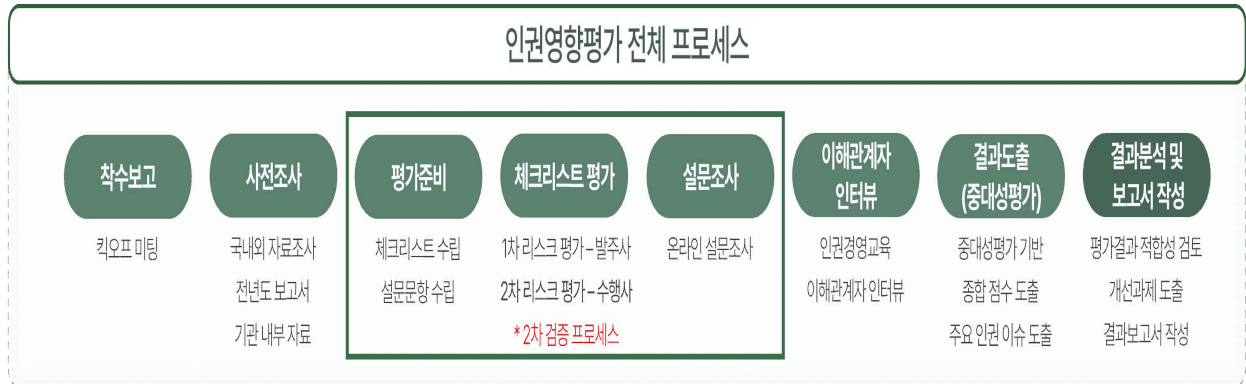 인권영향평가 전체 프로세스
착수보고
킥오프 미팅
사전조사
국내외 자료조사
전년도 보고서
기관 내부 자료
평가준비
체크리스트 수립
설문문항 수립
체크리스트 평가
1차 리스크 평가 – 발주사
2차 리스크 평가 – 수행사
* 2차 검증 프로세스
설문조사
온라인 설문조사
이해관계자
인터뷰
인권경영교육
이해관계자 인터뷰
결과도출
(중대성평가)
중대성평가 기반
종합 점수 도출
주요 인권 이슈 도출
결과분석 및
보고서 작성
평가결과 적합성 검토
개선과제 도출
결과보고서 작성